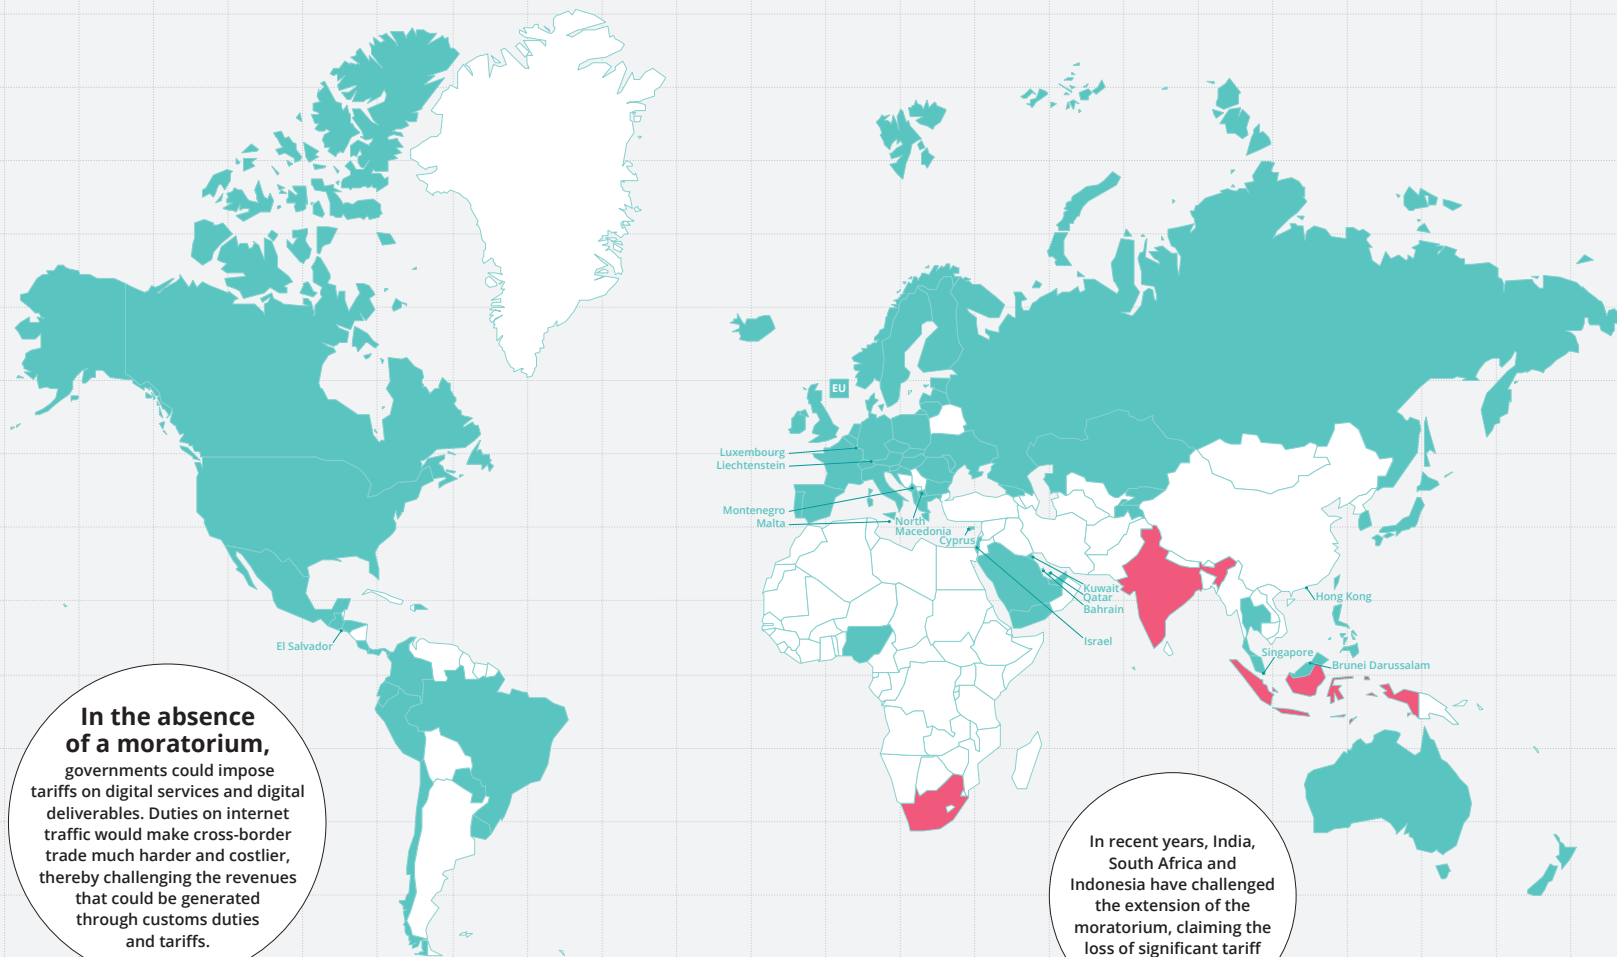 EU
Luxembourg
Liechtenstein
Montenegro
Malta
North
Macedonia
Cyprus
Kuwait
Qatar
Bahrain
Israel
Hong Kong
Singapore
Brunei Darussalam
El Salvador
In the absence
of a moratorium,
governments could impose
tariffs on digital services and digital
deliverables. Duties on internet
traffic would make cross-border
trade much harder and costlier,
thereby challenging the revenues
that could be generated
through customs duties
and tariffs.
In recent years, India,
South Africa and
Indonesia have challenged
the extension of the
moratorium, claiming the
loss of significant tariff